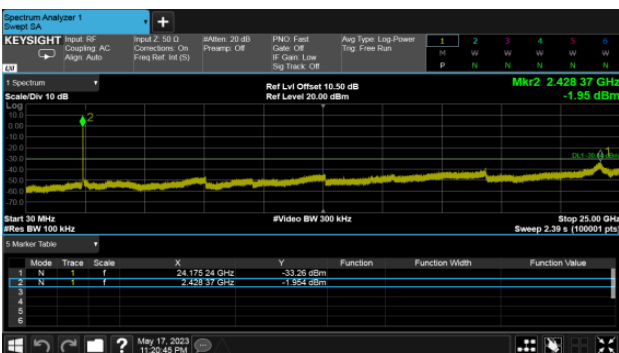 Spectrum Analyzer 1
Swept SA
KEYSIGHT Input: RF Input Z: 50 Ω #Atten: 20 dB PNO: Fast Avg Type: Log-Power 1 2 3 4 5 6
Coupling: AC Corrections: On Preamp: Off Gate: Off Trig: Free Run M W W W W W
Align: Auto Freq Ref: Int (S) IF Gain: Low
LXI Sig Track: Off P N N N N N
1 Spectrum Ref Lvl Offset 10.50 dB Mkr2 2.428 37 GHz
Scale/Div 10 dB Ref Level 20.00 dBm -1.95 dBm
Log
10.0 2
0.00
-10.0
-20.0
-30.0 1
-40.0
-50.0
-60.0
-70.0
Start 30 MHz #Video BW 300 kHz Stop 25.00 GHz
#Res BW 100 kHz Sweep 2.39 s (100001 pts)
5 Marker Table
Mode Trace Scale X Y Function Function Width Function Value
1 N 1 f 24.175 24 GHz -33.26 dBm
2 N 1 f 2.428 37 GHz -1.954 dBm
3
4
5
6
? May 17, 2023
11:20:45 PM